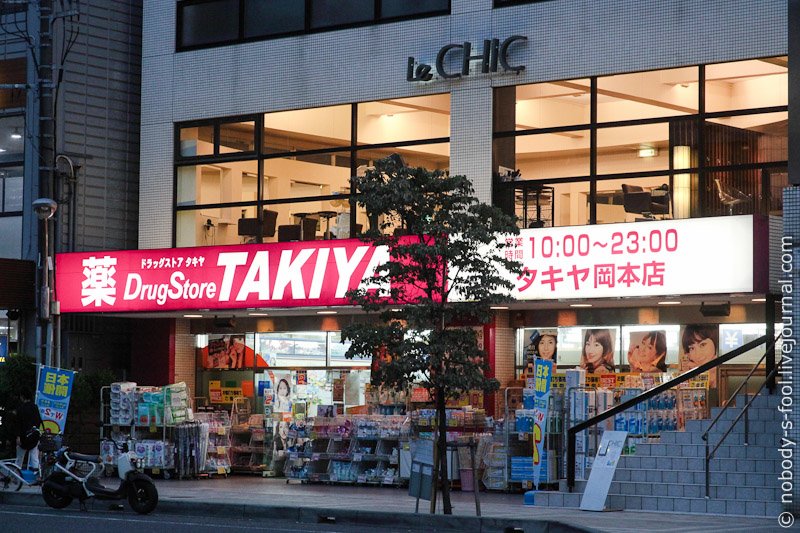 le CHIC
薬
ドラッグストア タキヤ
DrugStore TAKIYA
営業時間 10:00～23:00
タキヤ岡本店
日本
¥
© nobody-s-fool.livejournal.com